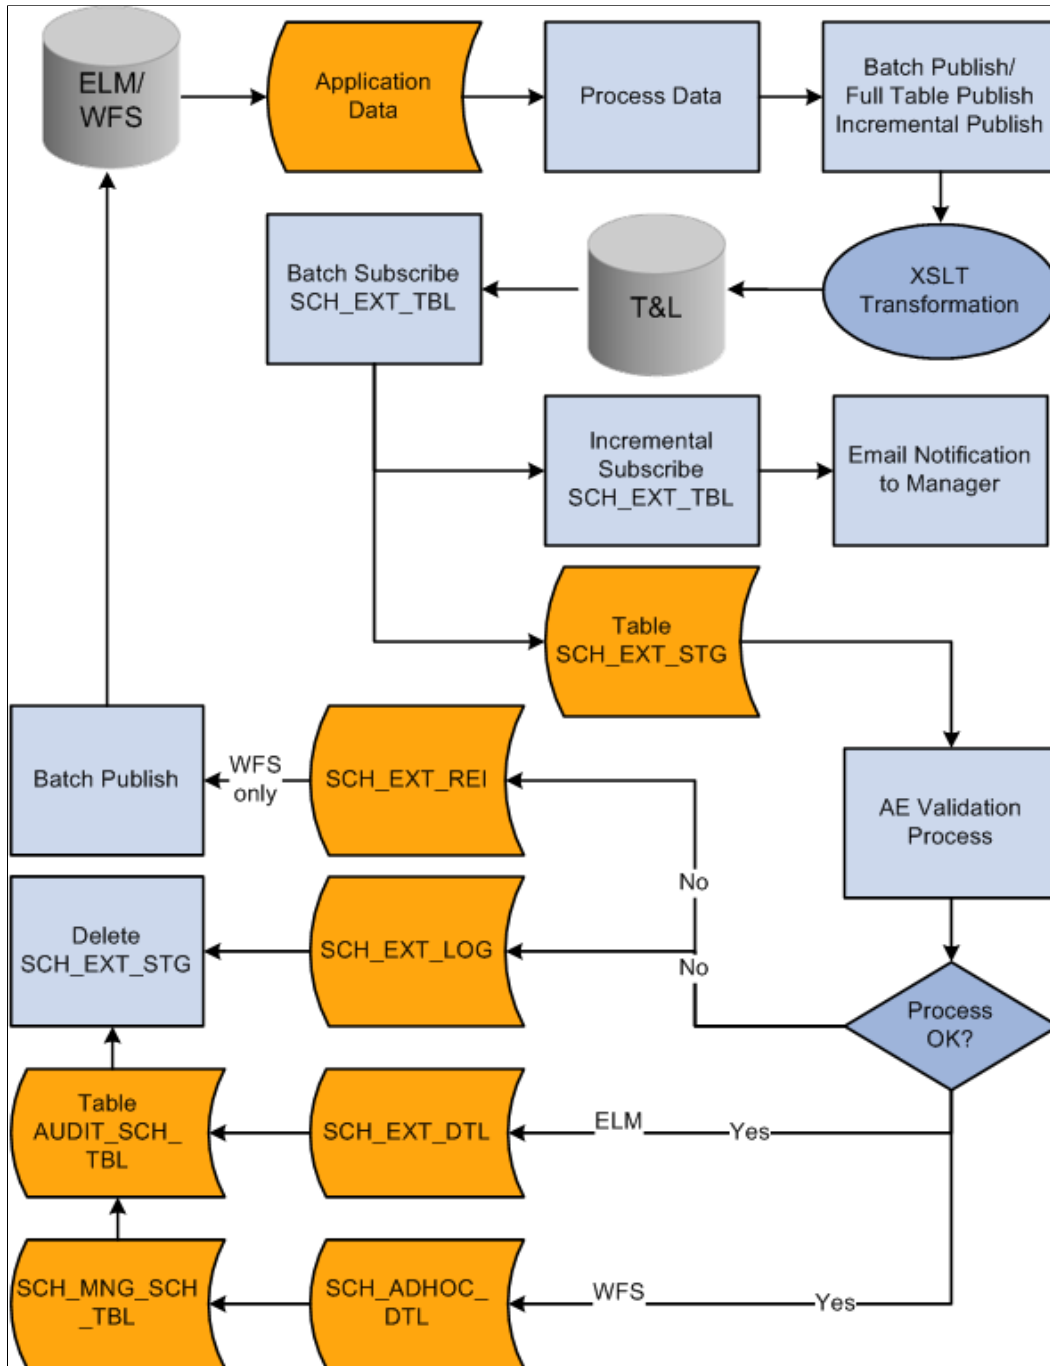 ELM/
WFS
Application
Data
Process Data
Batch Publish/
Full Table Publish
Incremental Publish
Batch Subscribe
SCH_EXT_TBL
T&L
XSLT
Transformation
Incremental
Subscribe
SCH_EXT_TBL
Email Notification
to Manager
Table
SCH_EXT_STG
Batch Publish
WFS
only
SCH_EXT_REI
AE Validation
Process
No
Delete
SCH_EXT_STG
SCH_EXT_LOG
No
Process
OK?
Table
AUDIT_SCH_
TBL
SCH_EXT_DTL
ELM
Yes
SCH_MNG_SCH
_TBL
SCH_ADHOC_
DTL
WFS
Yes